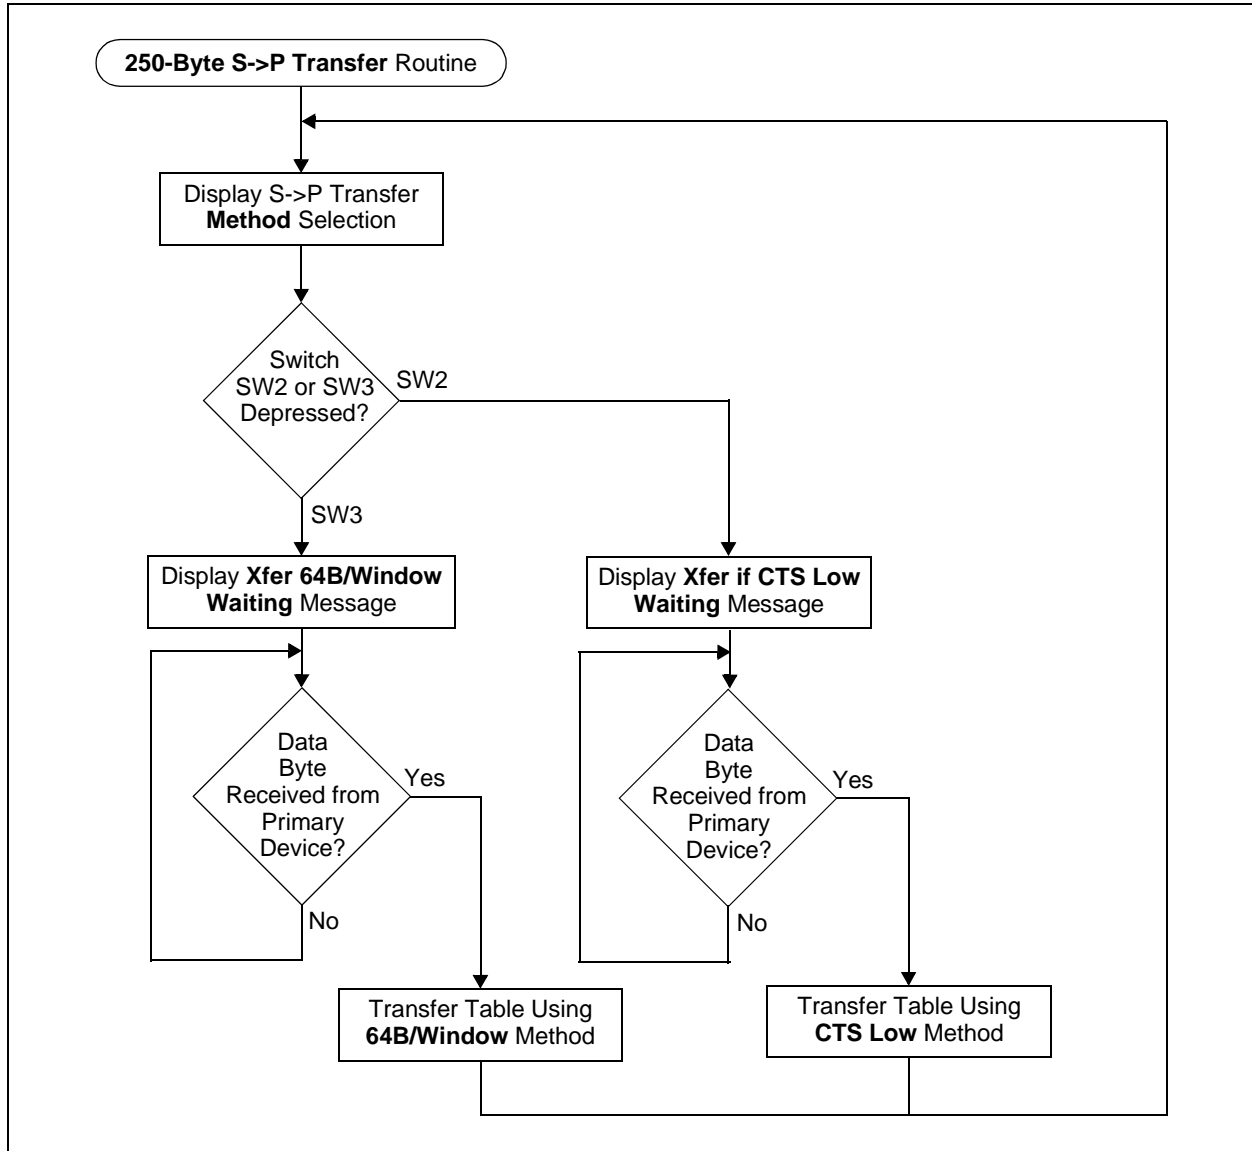 250-Byte S->P Transfer Routine
Display S->P Transfer
Method Selection
Switch
SW2 or SW3
Depressed?
SW2
SW3
Display Xfer 64B/Window
Waiting Message
Display Xfer if CTS Low
Waiting Message
Data
Byte
Received from
Primary
Device?
Yes
No
Data
Byte
Received from
Primary
Device?
Yes
No
Transfer Table Using
64B/Window Method
Transfer Table Using
CTS Low Method